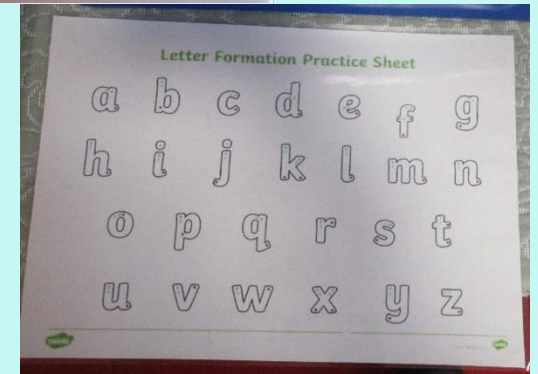 Letter Formation Practice Sheet
a b c d e f g
h i j k l m n
o p q r s t
u v w x y z